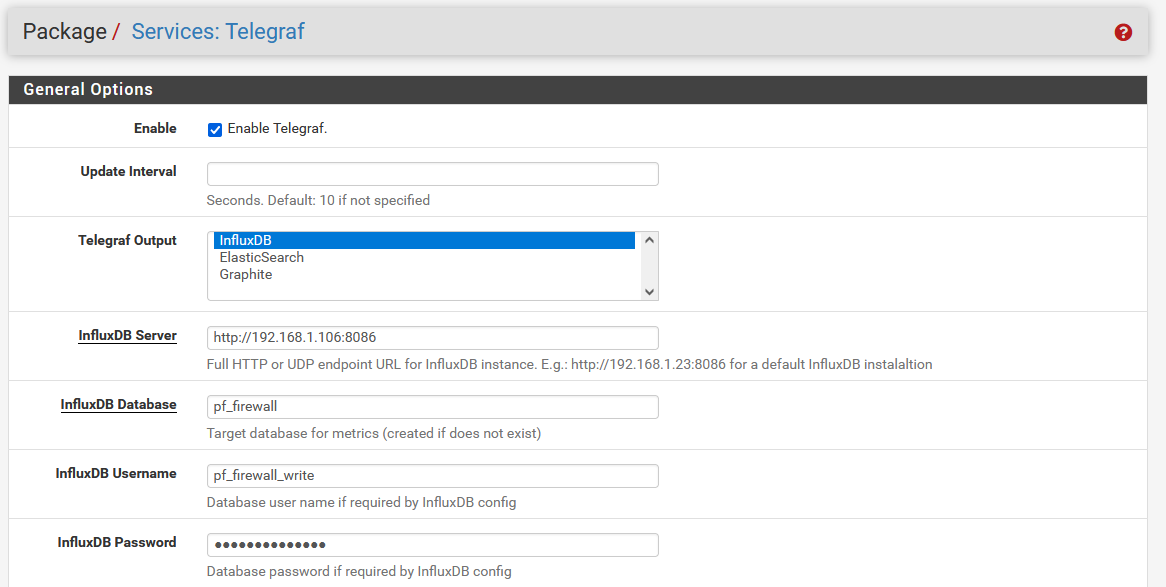 Package / Services: Telegraf
General Options
Enable Enable Telegraf.
Update Interval
Seconds. Default: 10 if not specified
Telegraf Output InfluxDB
ElasticSearch
Graphite
InfluxDB Server http://192.168.1.106:8086
Full HTTP or UDP endpoint URL for InfluxDB instance. E.g.: http://192.168.1.23:8086 for a default InfluxDB instalaltion
InfluxDB Database pf_firewall
Target database for metrics (created if does not exist)
InfluxDB Username pf_firewall_write
Database user name if required by InfluxDB config
InfluxDB Password ●●●●●●●●●●●●●●
Database password if required by InfluxDB config